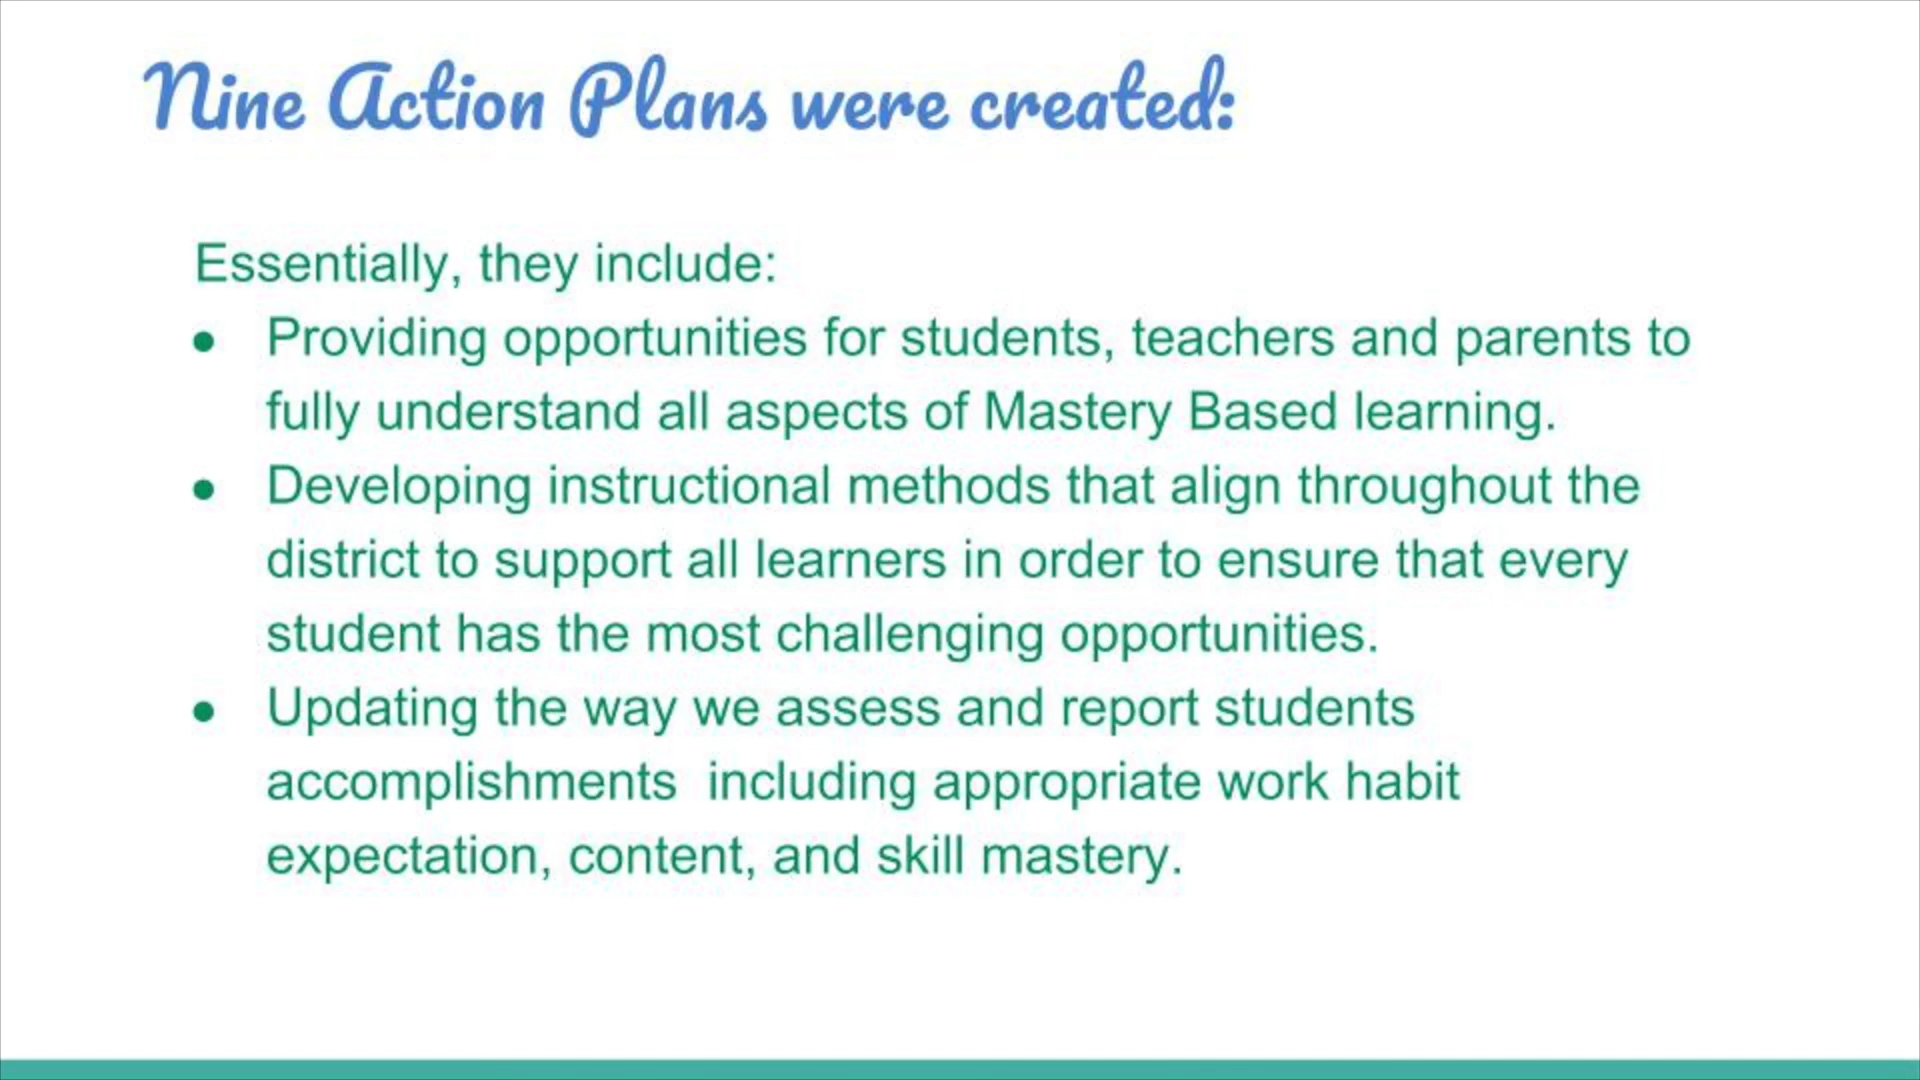 Nine Action Plans were created:
Essentially, they include:
● Providing opportunities for students, teachers and parents to
fully understand all aspects of Mastery Based learning.
● Developing instructional methods that align throughout the
district to support all learners in order to ensure that every
student has the most challenging opportunities.
● Updating the way we assess and report students
accomplishments  including appropriate work habit
expectation, content, and skill mastery.